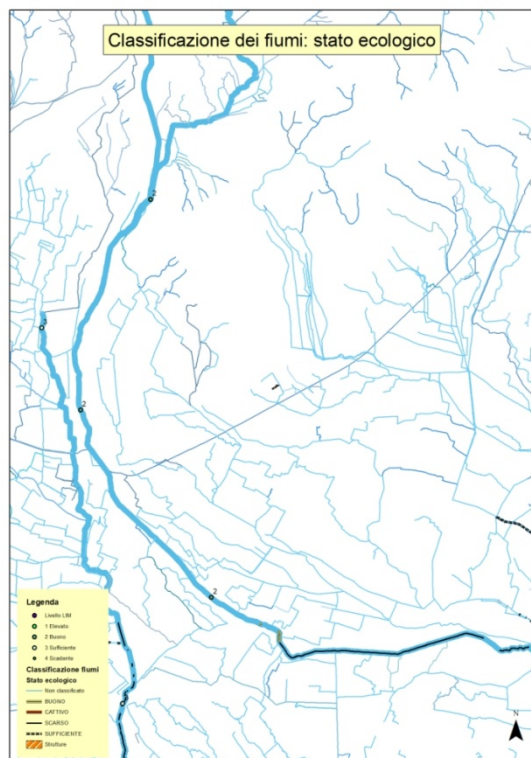 Classificazione dei fiumi: stato ecologico
2
3
2
2
N
Legenda
Livello LIM
1 Elevato
2 Buono
3 Sufficiente
4 Scadente
Classificazione fiumi
Stato ecologico
Non classificato
BUONO
CATTIVO
SCARSO
SUFFICIENTE
Strutture